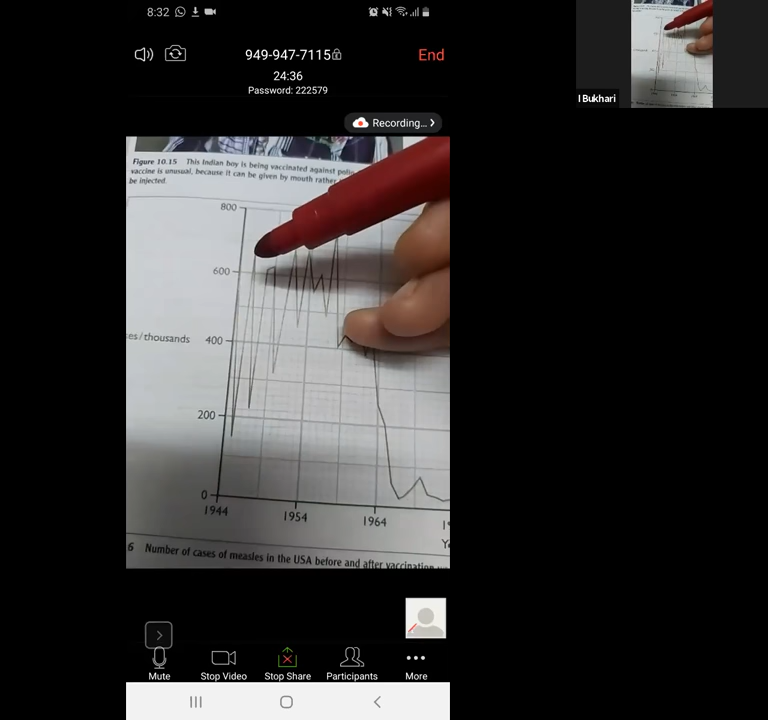 8:32
949-947-7115
End
24:36
Password: 222579
Recording...
I Bukhari
Figure 10.15 This Indian boy is being vaccinated against polio
vaccine is unusual, because it can be given by mouth rather
be injected.
800
600
es/thousands
400
200
0
1944
1954
1964
6 Number of cases of measles in the USA before and after vaccination
Mute
Stop Video
Stop Share
Participants
More